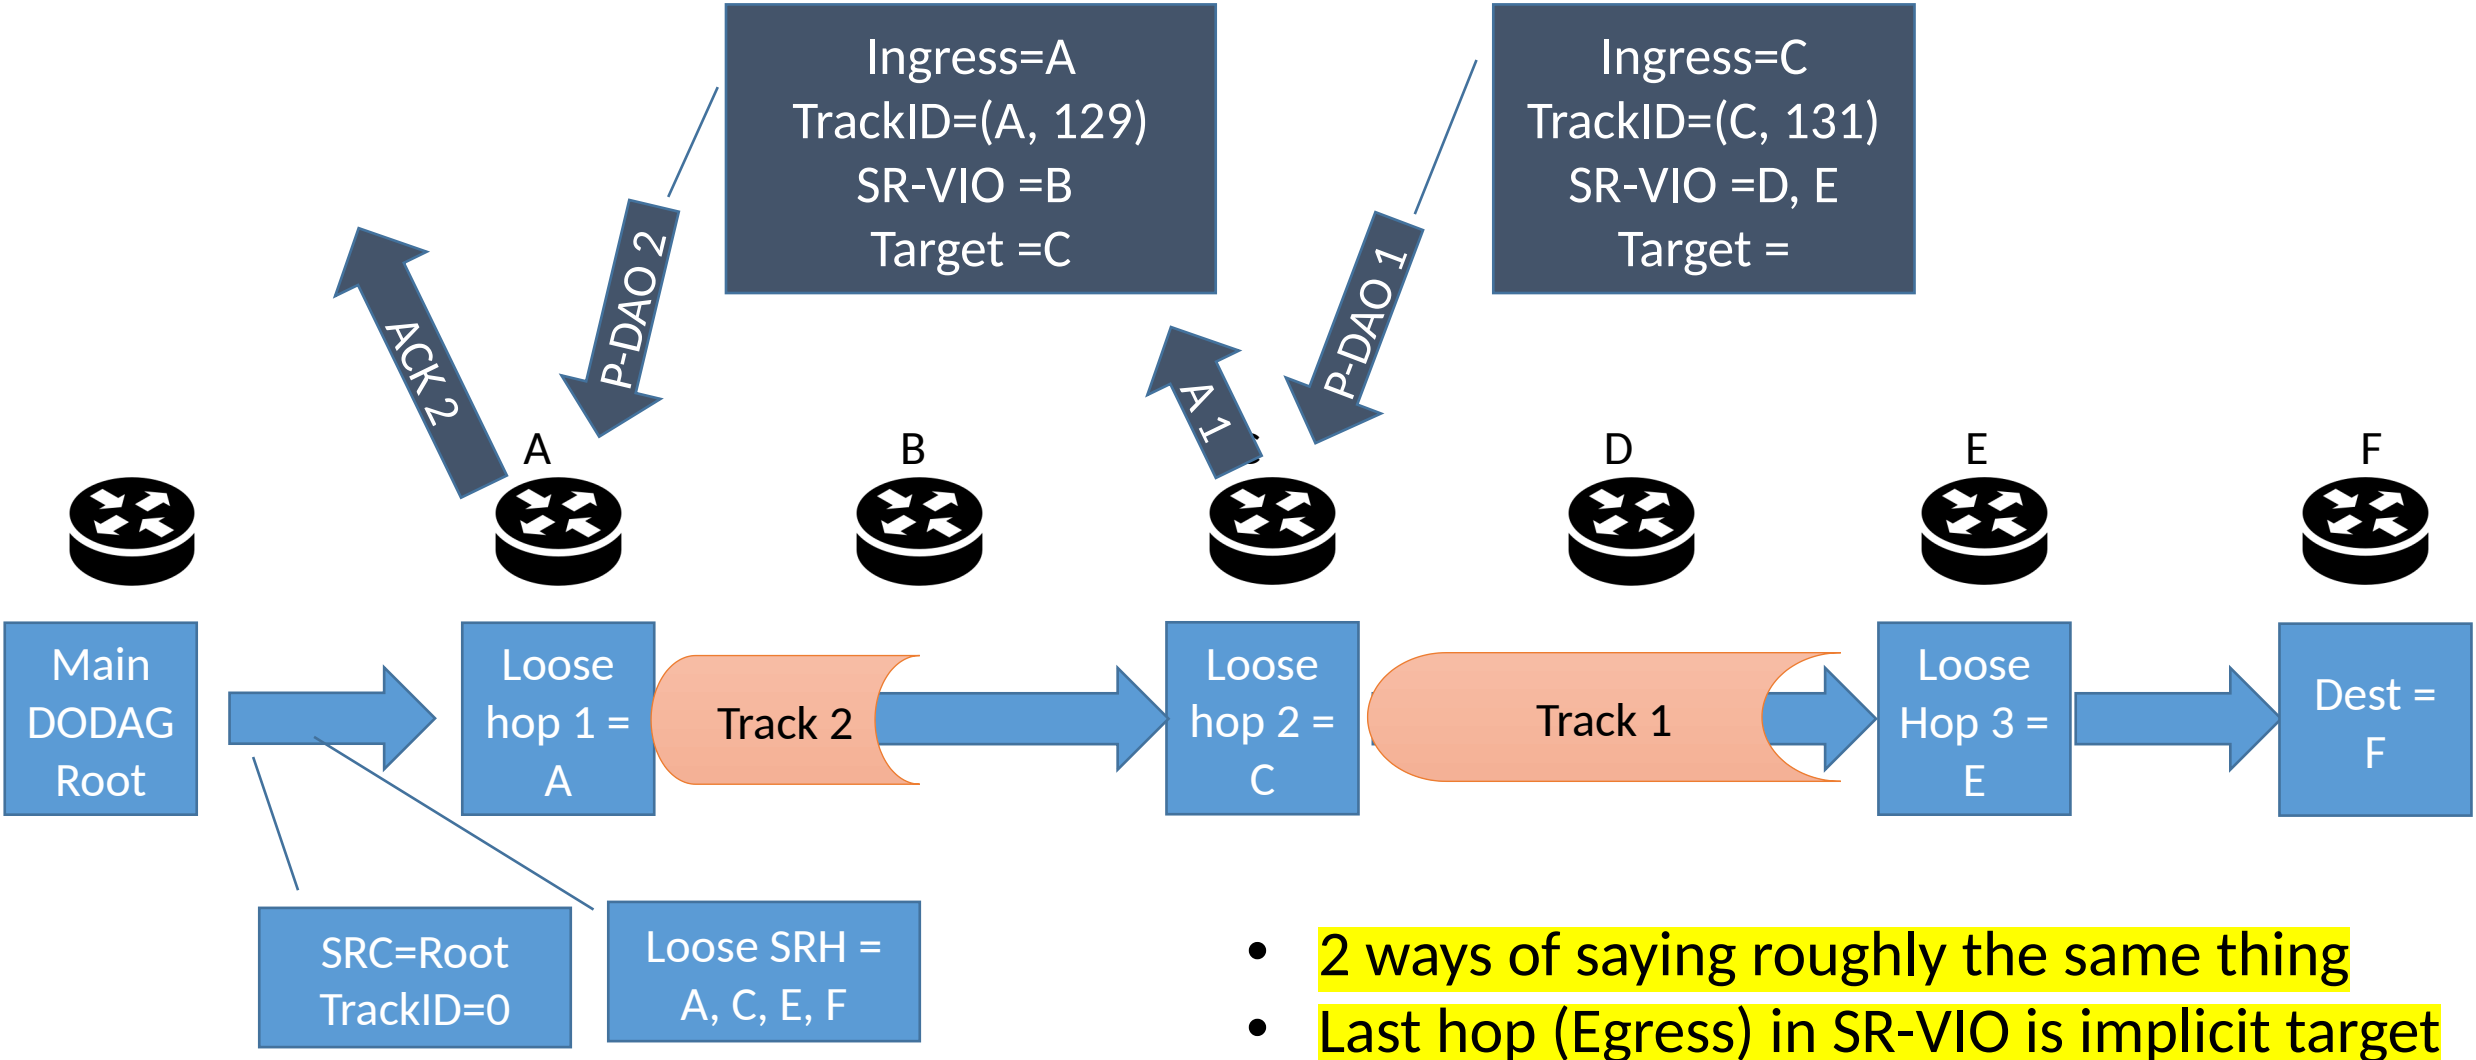 Ingress=A
TrackID=(A, 129)
SR-VIO =B
Target =C
Ingress=C
TrackID=(C, 131)
SR-VIO =D, E
Target =
ACK 2
P-DAO 2
A 1
P-DAO 1
A
B
D
E
F
Main
DODAG
Root
Loose
hop 1 =
A
Track 2
Loose
hop 2 =
C
Track 1
Loose
Hop 3 =
E
Dest =
F
SRC=Root
TrackID=0
Loose SRH =
A, C, E, F
• 2 ways of saying roughly the same thing
• Last hop (Egress) in SR-VIO is implicit target